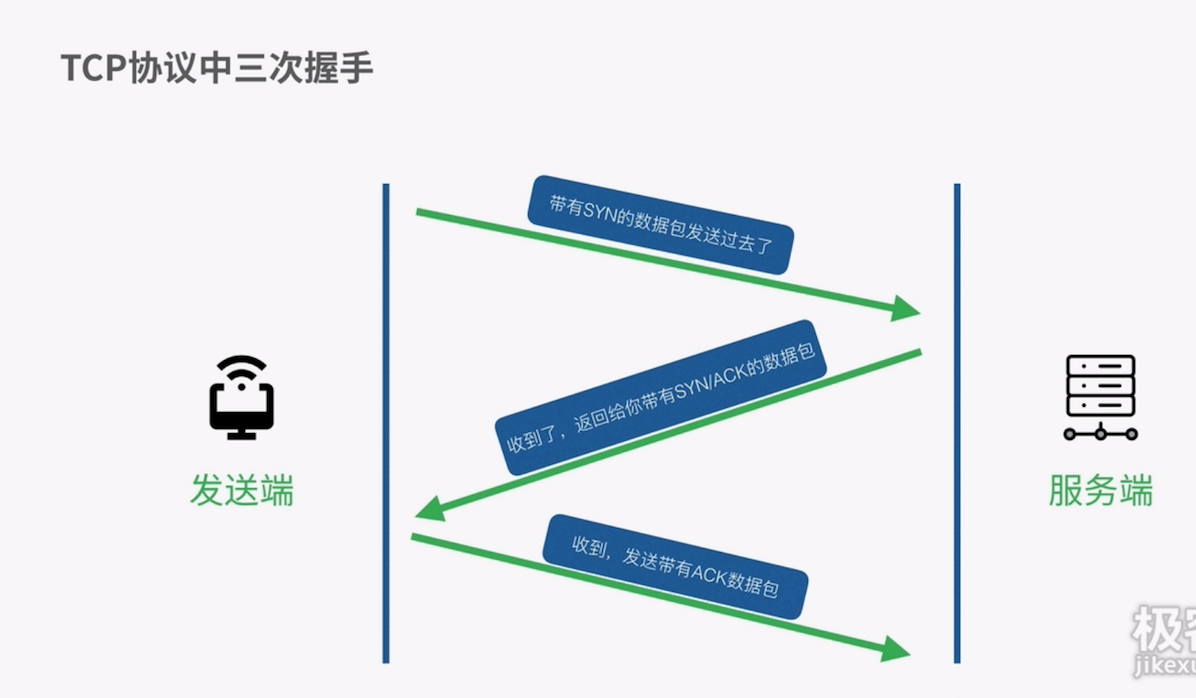 TCP协议中三次握手
带有SYN的数据包发送过去了
收到了，返回给你带有SYN/ACK的数据包
发送端
服务端
收到，发送带有ACK数据包
极客
jikexu